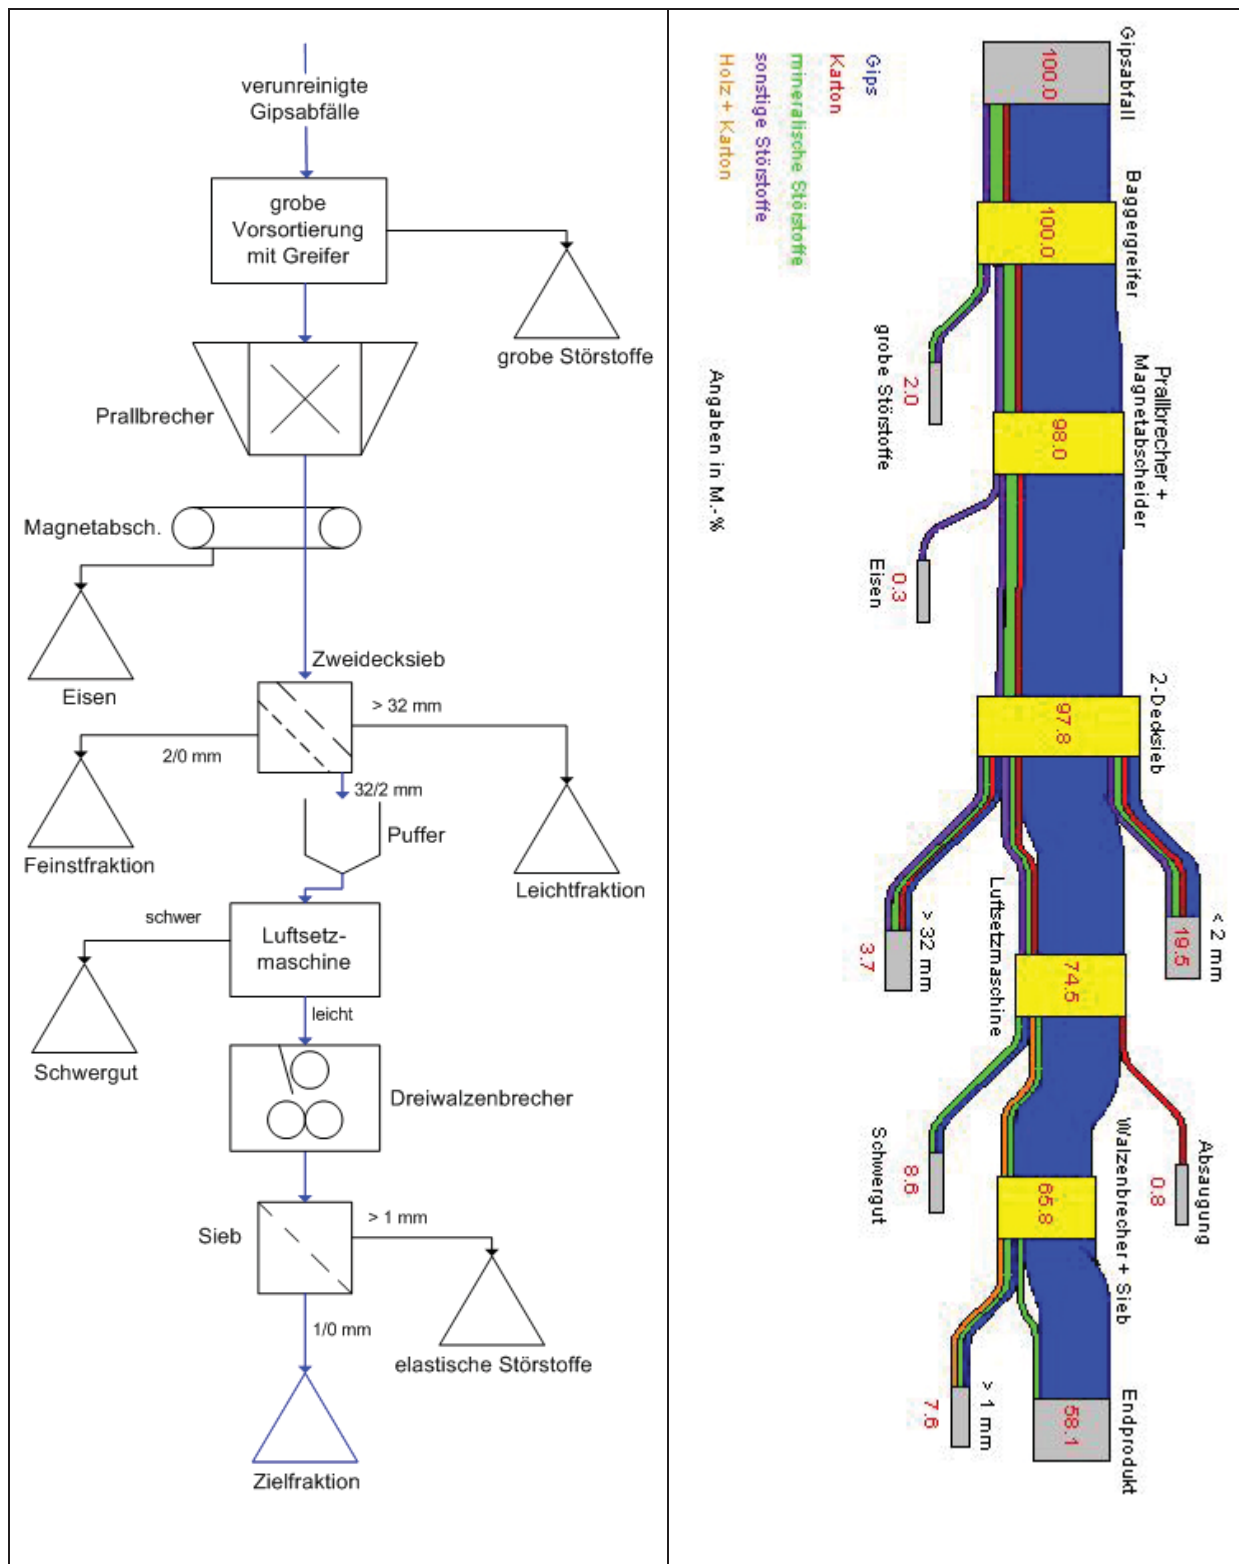 verunreinigte
Gipsabfälle
grobe
Vorsortierung
mit Greifer
grobe Störstoffe
Prallbrecher
Magnetabsch.
Eisen
Zweidecksieb
> 32 mm
2/0 mm
32/2 mm
Puffer
Feinstfraktion
Leichtfraktion
schwer
Luftsetz-
maschine
leicht
Schwergut
Dreiwalzenbrecher
Sieb
> 1 mm
1/0 mm
elastische Störstoffe
Zielfraktion
Gipsabfall
100.0
Baggergreifer
100.0
grobe Störstoffe
2.0
Prallbrecher +
Magnetabscheider
98.0
Eisen
0.3
2-Decksieb
97.8
> 32 mm
3.7
< 2 mm
19.5
Luftsetzmaschine
74.5
Schwergut
8.6
Absaugung
0.8
Walzenbrecher + Sieb
65.8
> 1 mm
7.6
Endprodukt
58.1
Gips
Karton
mineralische Störstoffe
sonstige Störstoffe
Holz + Karton
Angaben in M.-%